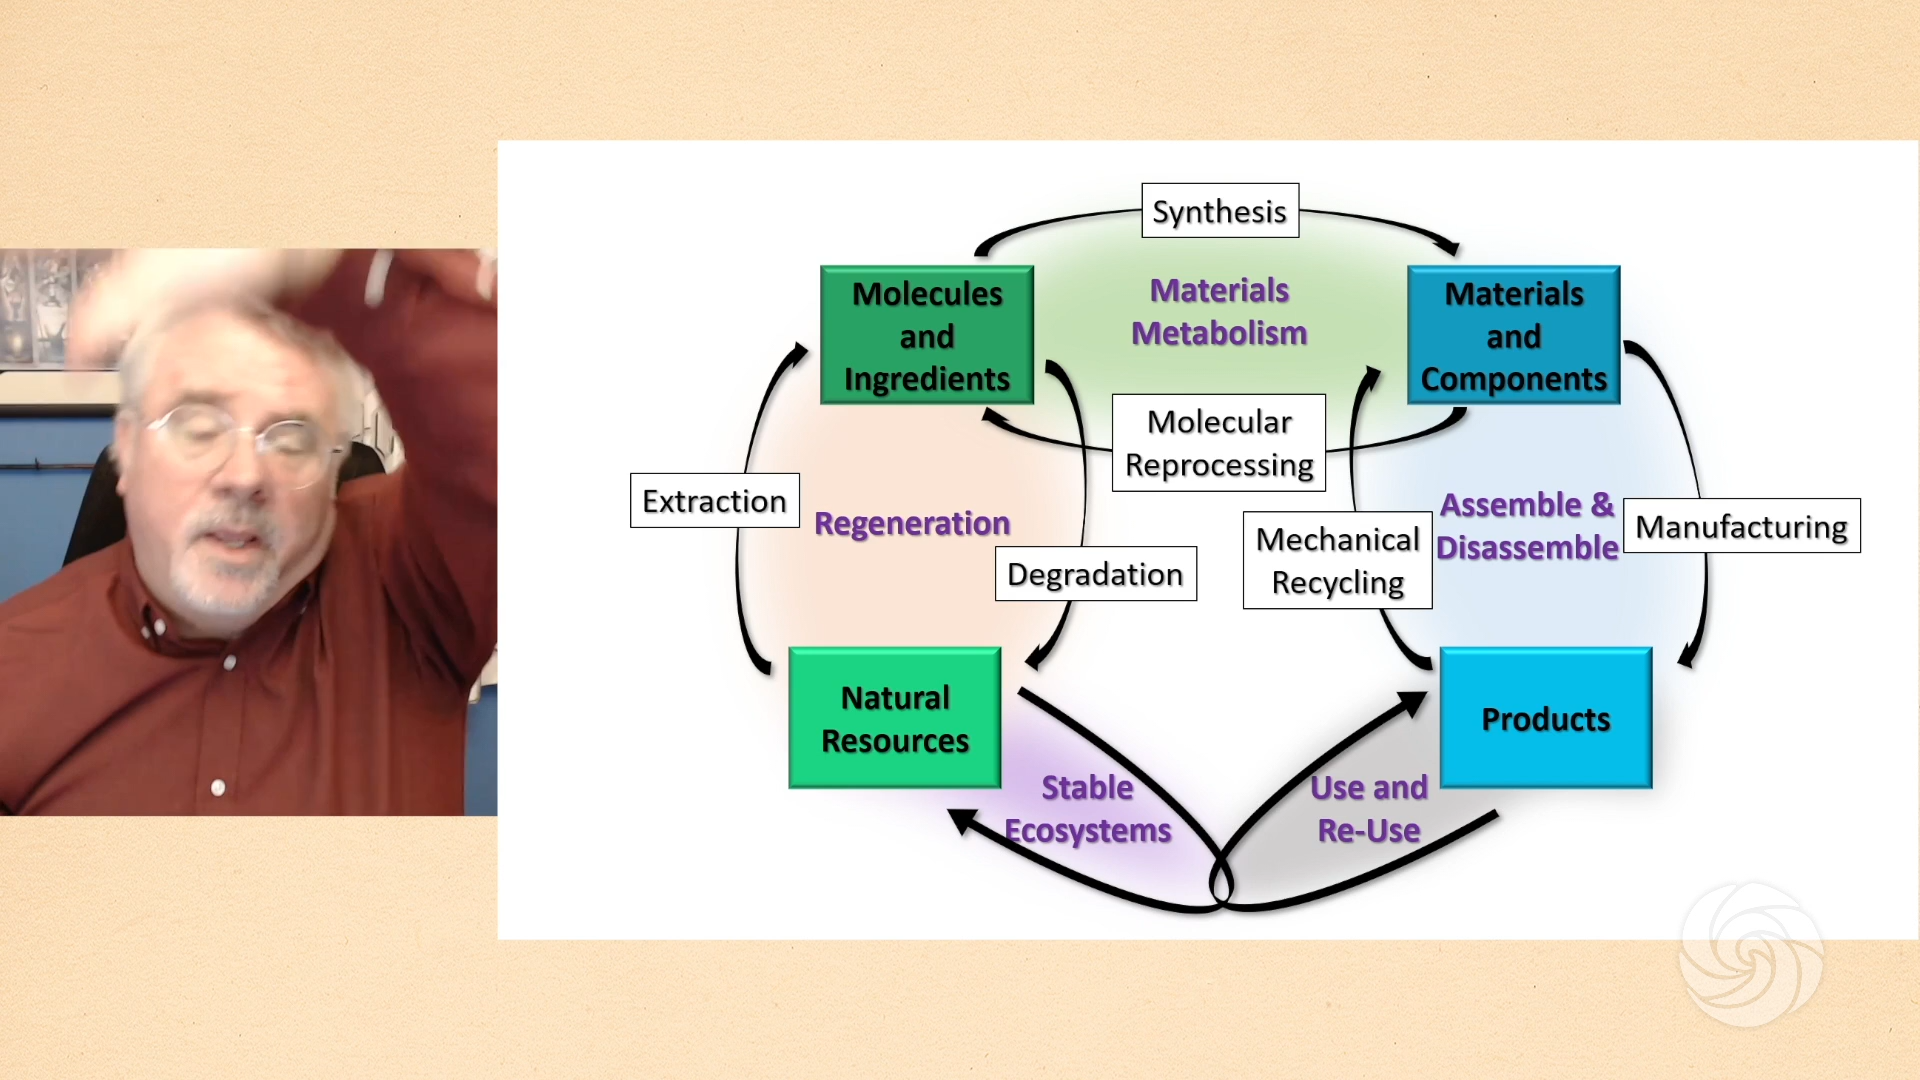 Synthesis
Molecules
and
Ingredients
Materials
Metabolism
Materials
and
Components
Molecular
Reprocessing
Extraction
Regeneration
Degradation
Mechanical
Recycling
Assemble &
Disassemble
Manufacturing
Natural
Resources
Products
Stable
Ecosystems
Use and
Re-Use